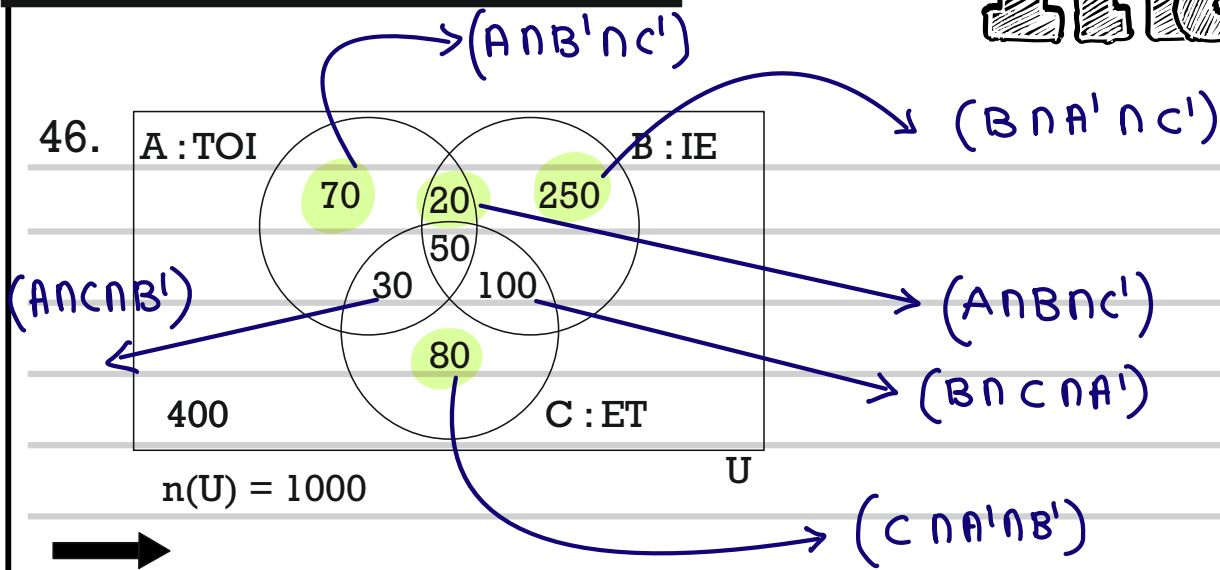 (A∩B'∩C')
(B∩A'∩C')
46.
A : TOI
B : IE
70
20
250
50
30
100
(A∩C∩B')
(A∩B∩C')
80
(B∩C∩A')
400
C : ET
U
n(U) = 1000
(C∩A'∩B')